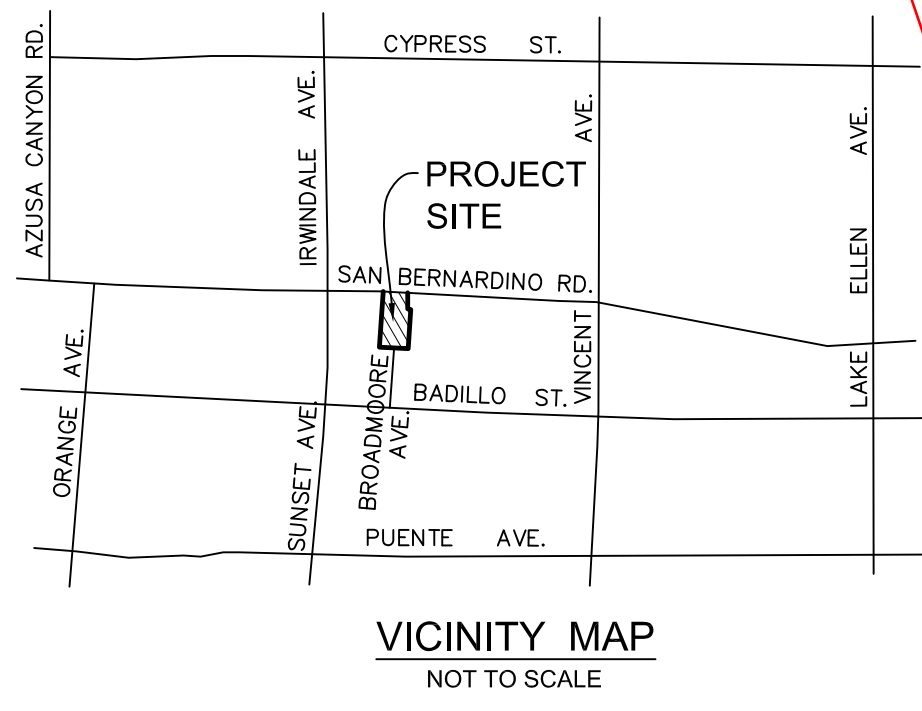 CYPRESS ST.
AZUSA CANYON RD.
IRWINDALE AVE.
AVE.
ELLEN AVE.
PROJECT
SITE
SAN BERNARDINO RD.
ORANGE AVE.
SUNSET AVE.
BROADMOORE
AVE.
BADILLO ST.
VINCENT
LAKE
PUENTE AVE.
VICINITY MAP
NOT TO SCALE